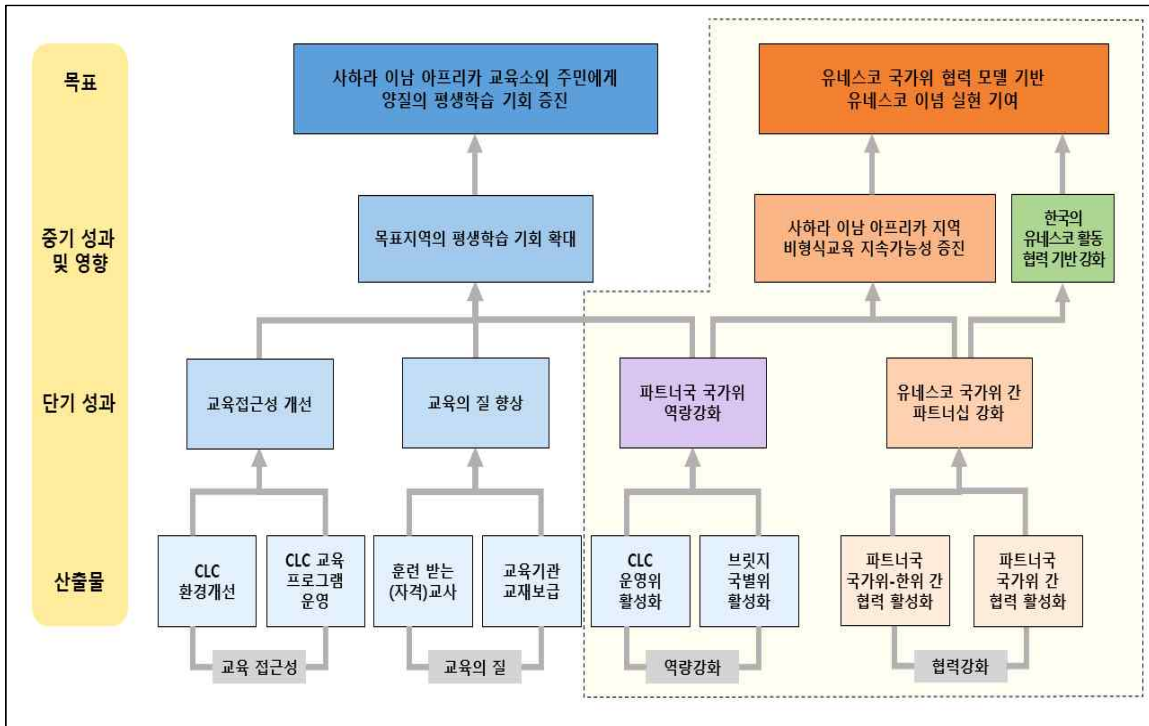 목표
사하라 이남 아프리카 교육소외 주민에게
양질의 평생학습 기회 증진
유네스코 국가위 협력 모델 기반
유네스코 이념 실현 기여
중기 성과
및 영향
목표지역의 평생학습 기회 확대
사하라 이남 아프리카 지역
비형식교육 지속가능성 증진
한국의
유네스코 활동
협력 기반 강화
단기 성과
교육접근성 개선
교육의 질 향상
파트너국 국가위
역량강화
유네스코 국가위 간
파트너십 강화
산출물
CLC
환경개선
CLC 교육
프로그램
운영
훈련 받는
(자격)교사
교육기관
교재보급
CLC
운영위
활성화
브릿지
국별위
활성화
파트너국
국가위-한위 간
협력 활성화
파트너국
국가위 간
협력 활성화
교육 접근성
교육의 질
역량강화
협력강화